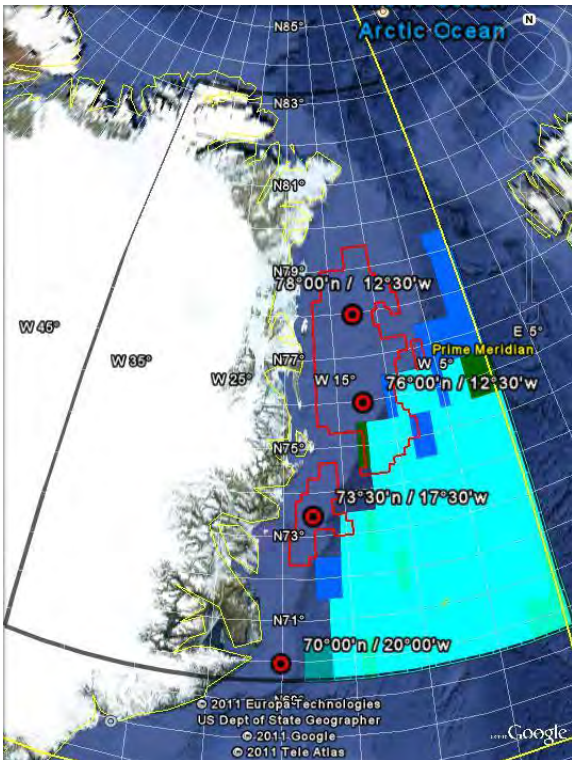 N85°
Arctic Ocean
N
N83°
N81°
N79°
78°00'n / 12°30'w
W 45°
W 35°
N77°
E 5°
Prime Meridian
W 25°
W 15°
W 5°
76°00'n / 12°30'w
N75°
73°30'n / 17°30'w
N73°
N71°
70°00'n / 20°00'w
© 2011 Europa Technologies
US Dept of State Geographer
© 2011 Google
© 2011 Tele Atlas
Google